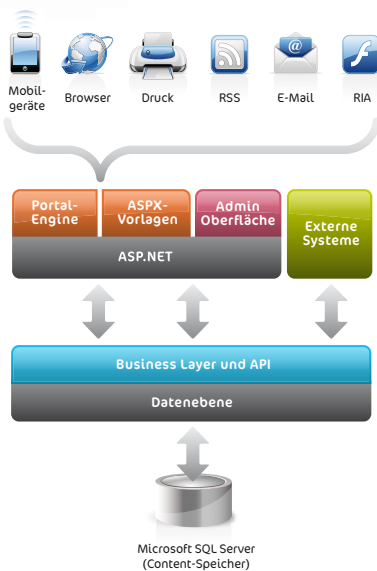 Mobil-
geräte
Browser
Druck
RSS
E-Mail
RIA
Portal-
Engine
ASPX-
Vorlagen
Admin
Oberfläche
Externe
Systeme
ASP.NET
Business Layer und API
Datenebene
Microsoft SQL Server
(Content-Speicher)